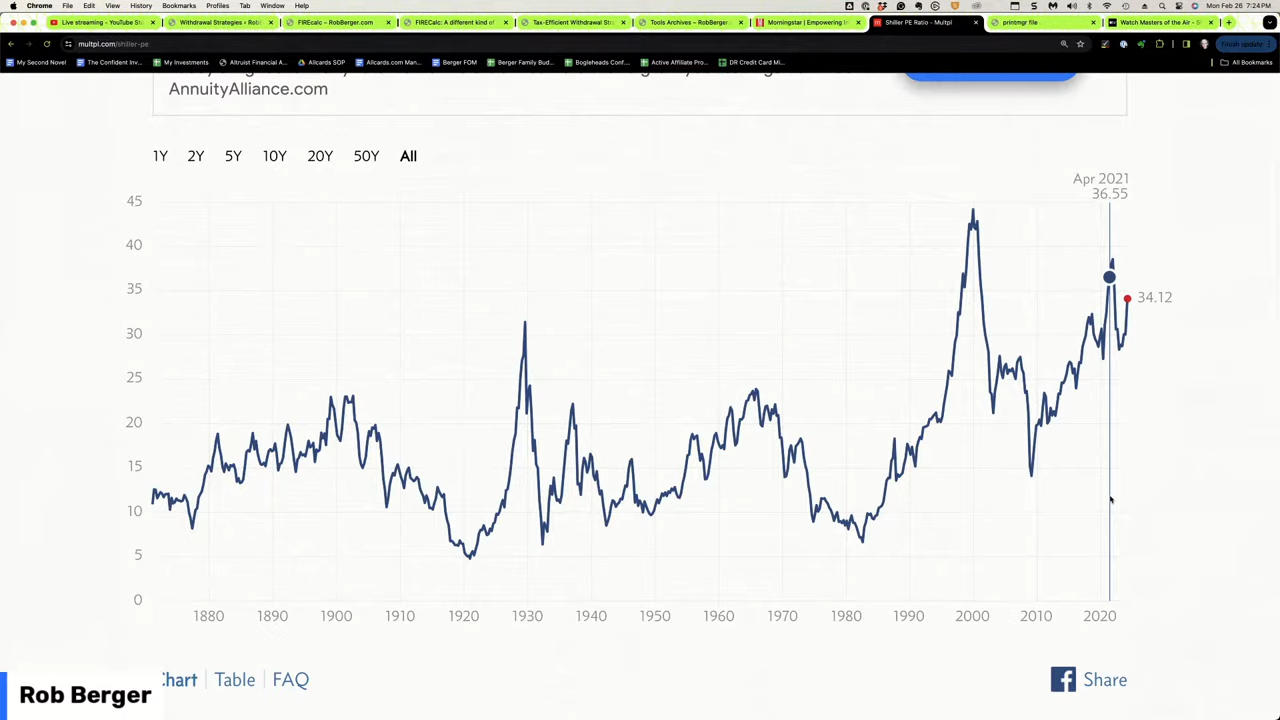 Chrome File Edit View History Bookmarks Profiles Tab Window Help Mon Feb 26 7:24 PM
Live streaming - YouTube St Withdrawal Strategies - Rob FIREcalc – RobBerger.com FIRECalc: A different kind of Tax-Efficient Withdrawal Str Tools Archives – RobBerger. Morningstar | Empowering In Shiller PE Ratio - Multpl printmgr file Watch Masters of the Air - S
multpl.com/shiller-pe Finish update
My Second Novel The Confident Inv... My Investments Altruist Financial A... Allcards SOP Allcards.com Man... Berger FOM Berger Family Bud... Bogleheads Conf... Active Affiliate Pro... DR Credit Card Mi... All Bookmarks
AnnuityAlliance.com
1Y 2Y 5Y 10Y 20Y 50Y All
Apr 2021
36.55
45
40
35
34.12
30
25
20
15
10
5
0
1880 1890 1900 1910 1920 1930 1940 1950 1960 1970 1980 1990 2000 2010 2020
Chart Table FAQ Share
Rob Berger